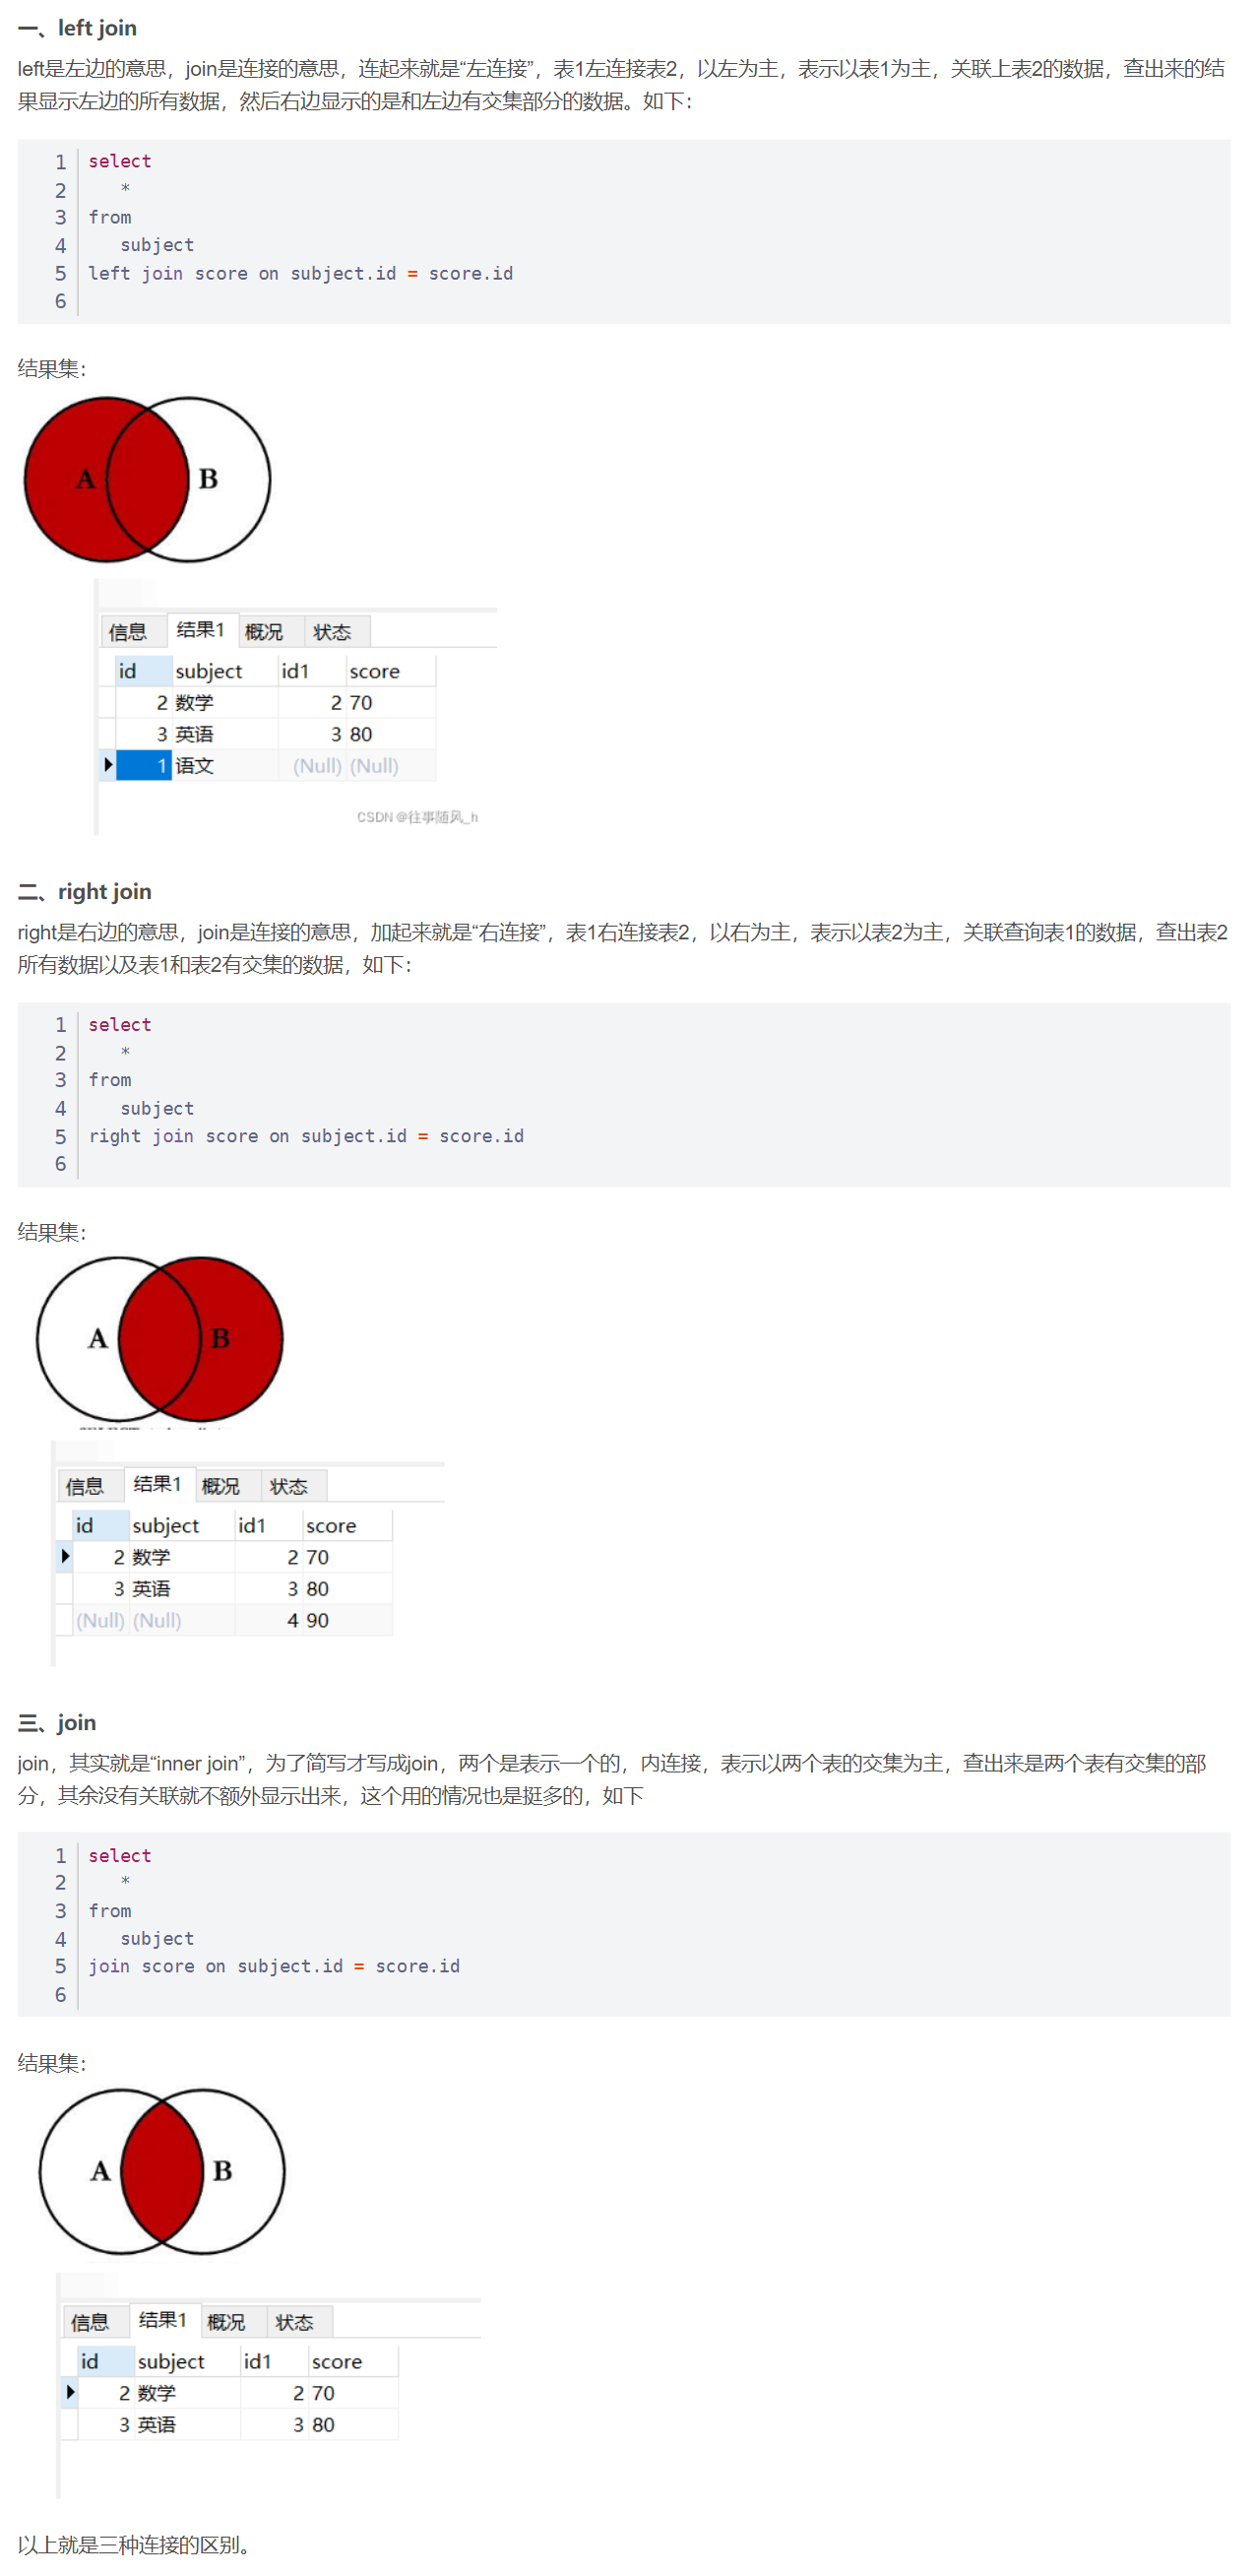 一、left join
left是左边的意思，join是连接的意思，连起来就是“左连接”，表1左连接表2，以左为主，表示以表1为主，关联上表2的数据，查出来的结
果显示左边的所有数据，然后右边显示的是和左边有交集部分的数据。如下：
1 select
2 *
3 from
4 subject
5 left join score on subject.id = score.id
6
结果集：
A B
信息 结果1 概况 状态
id subject id1 score
2 数学 2 70
3 英语 3 80
1 语文 (Null) (Null)
CSDN @往事随风_h
二、right join
right是右边的意思，join是连接的意思，加起来就是“右连接”，表1右连接表2，以右为主，表示以表2为主，关联查询表1的数据，查出表2
所有数据以及表1和表2有交集的数据，如下：
1 select
2 *
3 from
4 subject
5 right join score on subject.id = score.id
6
结果集：
A B
信息 结果1 概况 状态
id subject id1 score
2 数学 2 70
3 英语 3 80
(Null) (Null) 4 90
三、join
join，其实就是“inner join”，为了简写才写成join，两个是表示一个的，内连接，表示以两个表的交集为主，查出来是两个表有交集的部
分，其余没有关联就不额外显示出来，这个用的情况也是挺多的，如下
1 select
2 *
3 from
4 subject
5 join score on subject.id = score.id
6
结果集：
A B
信息 结果1 概况 状态
id subject id1 score
2 数学 2 70
3 英语 3 80
以上就是三种连接的区别。